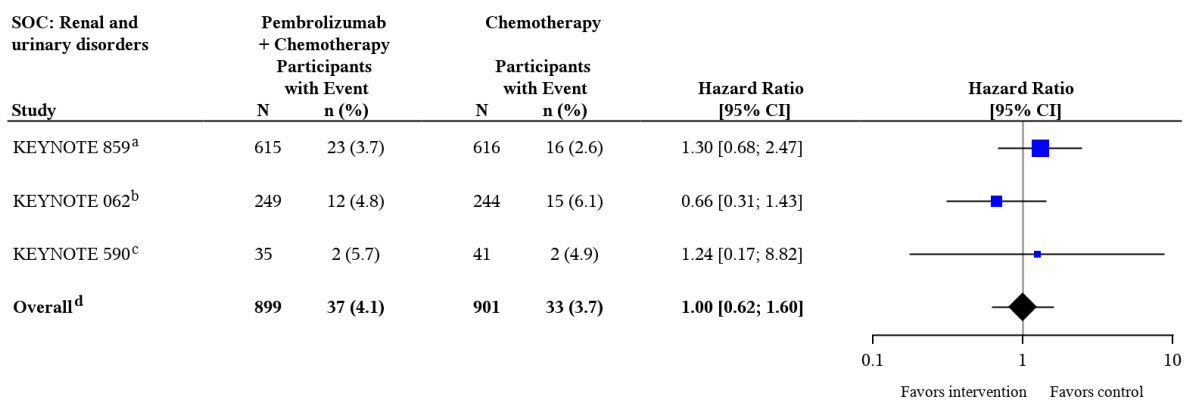 SOC: Renal and Pembrolizumab Chemotherapy
urinary disorders + Chemotherapy
Participants Participants
with Event with Event Hazard Ratio Hazard Ratio
Study N n (%) N n (%) [95% CI] [95% CI]
KEYNOTE 859a 615 23 (3.7) 616 16 (2.6) 1.30 [0.68; 2.47]
KEYNOTE 062b 249 12 (4.8) 244 15 (6.1) 0.66 [0.31; 1.43]
KEYNOTE 590c 35 2 (5.7) 41 2 (4.9) 1.24 [0.17; 8.82]
Overalld 899 37 (4.1) 901 33 (3.7) 1.00 [0.62; 1.60]
0.1 1 10
Favors intervention Favors control